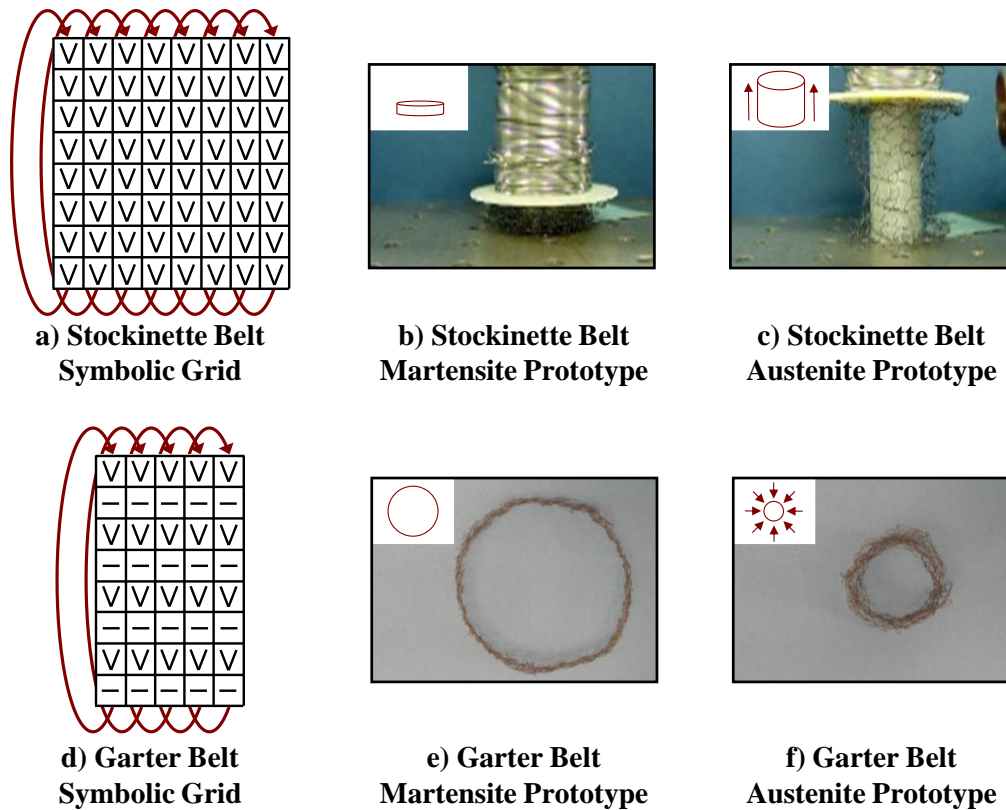 V V V V V V V V
V V V V V V V V
V V V V V V V V
V V V V V V V V
V V V V V V V V
V V V V V V V V
V V V V V V V V
V V V V V V V V
a) Stockinette Belt
Symbolic Grid
b) Stockinette Belt
Martensite Prototype
c) Stockinette Belt
Austenite Prototype
V V V V V
– – – – –
V V V V V
– – – – –
V V V V V
– – – – –
V V V V V
– – – – –
d) Garter Belt
Symbolic Grid
e) Garter Belt
Martensite Prototype
f) Garter Belt
Austenite Prototype